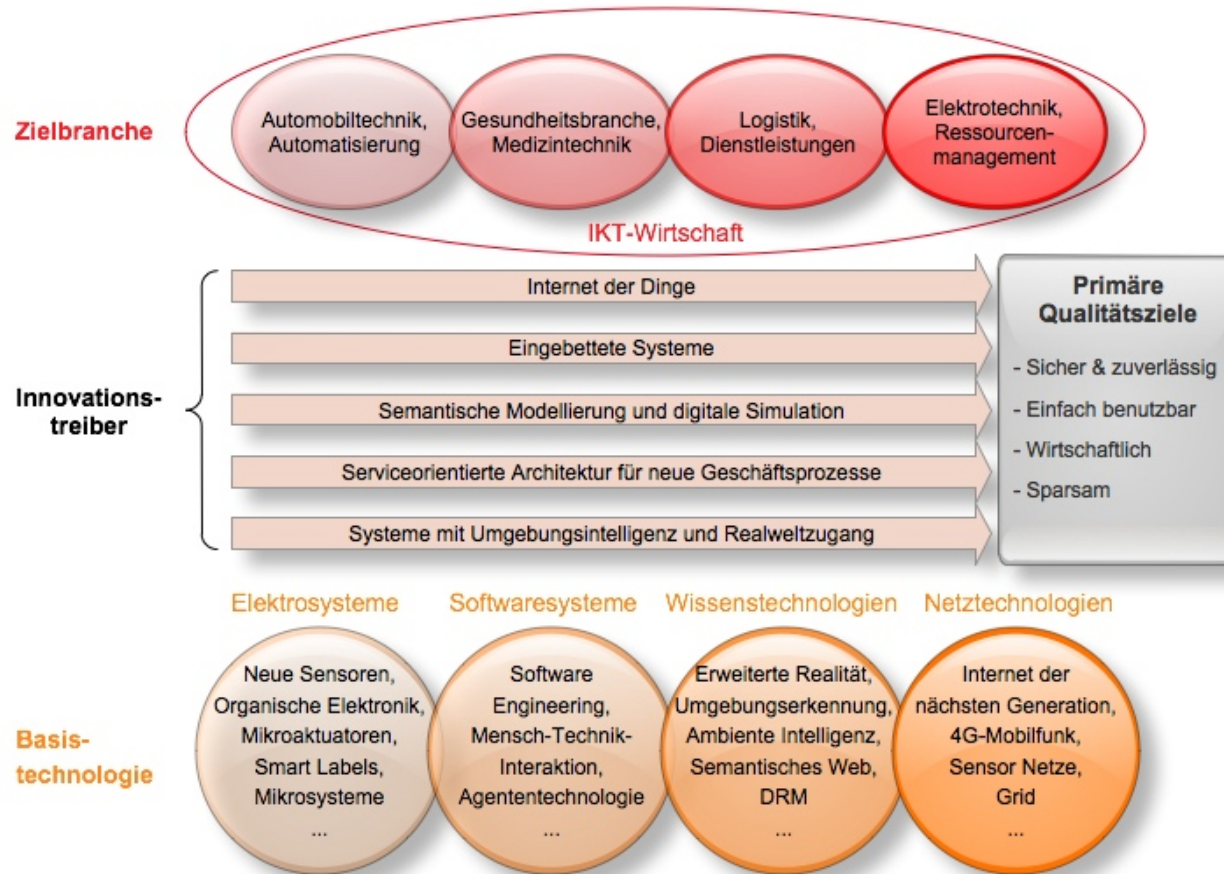 Zielbranche
Automobiltechnik,
Automatisierung
Gesundheitsbranche,
Medizintechnik
Logistik,
Dienstleistungen
Elektrotechnik,
Ressourcen-
management
IKT-Wirtschaft
Innovations-
treiber
Internet der Dinge
Eingebettete Systeme
Semantische Modellierung und digitale Simulation
Serviceorientierte Architektur für neue Geschäftsprozesse
Systeme mit Umgebungsintelligenz und Realweltzugang
Primäre
Qualitätsziele
- Sicher & zuverlässig
- Einfach benutzbar
- Wirtschaftlich
- Sparsam
Basis-
technologie
Elektrosysteme
Neue Sensoren,
Organische Elektronik,
Mikroaktuatoren,
Smart Labels,
Mikrosysteme
...
Softwaresysteme
Software
Engineering,
Mensch-Technik-
Interaktion,
Agententechnologie
...
Wissenstechnologien
Erweiterte Realität,
Umgebungserkennung,
Ambiente Intelligenz,
Semantisches Web,
DRM
...
Netztechnologien
Internet der
nächsten Generation,
4G-Mobilfunk,
Sensor Netze,
Grid
...